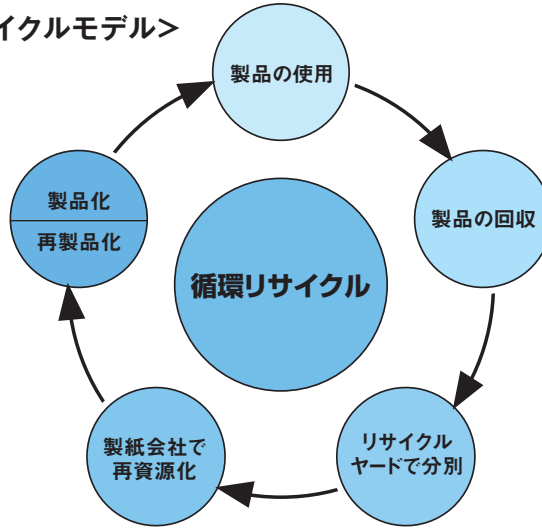 イクルモデル＞
製品の使用
製品の回収
リサイクル
ヤードで分別
製紙会社で
再資源化
製品化
再製品化
循環リサイクル